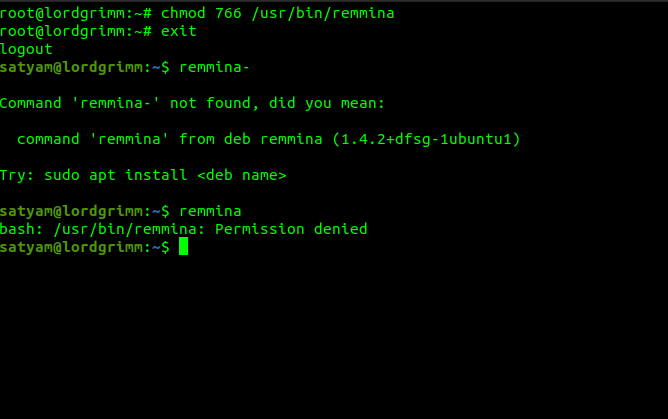 root@lordgrimm:~# chmod 766 /usr/bin/remmina
root@lordgrimm:~# exit
logout
satyam@lordgrimm:~$ remmina-
Command 'remmina-' not found, did you mean:
  command 'remmina' from deb remmina (1.4.2+dfsg-1ubuntu1)
Try: sudo apt install <deb name>
satyam@lordgrimm:~$ remmina
bash: /usr/bin/remmina: Permission denied
satyam@lordgrimm:~$